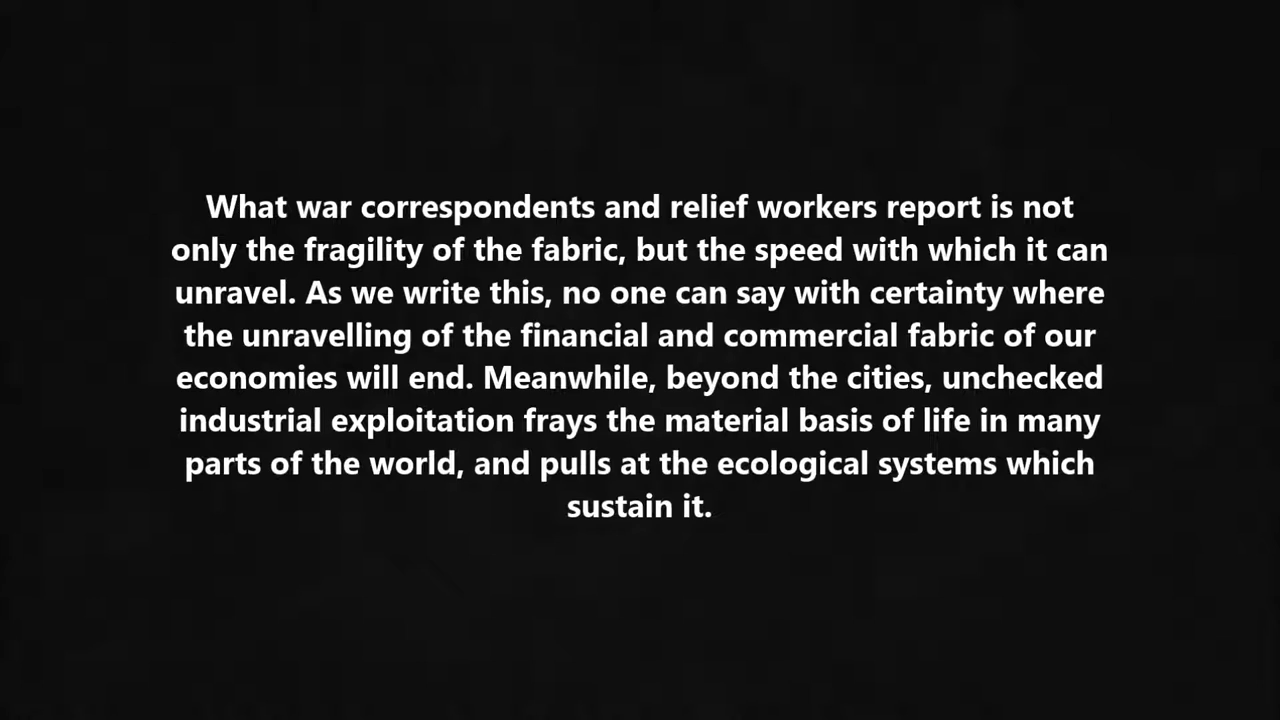 What war correspondents and relief workers report is not
only the fragility of the fabric, but the speed with which it can
unravel. As we write this, no one can say with certainty where
the unravelling of the financial and commercial fabric of our
economies will end. Meanwhile, beyond the cities, unchecked
industrial exploitation frays the material basis of life in many
parts of the world, and pulls at the ecological systems which
sustain it.